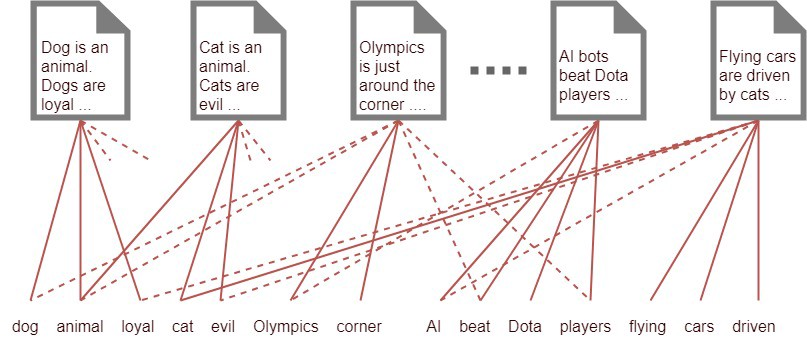 Dog is an
animal.
Dogs are
loyal ...
Cat is an
animal.
Cats are
evil ...
Olympics
is just
around the
corner ....
AI bots
beat Dota
players ...
Flying cars
are driven
by cats ...
dog animal loyal cat evil Olympics corner AI beat Dota players flying cars driven